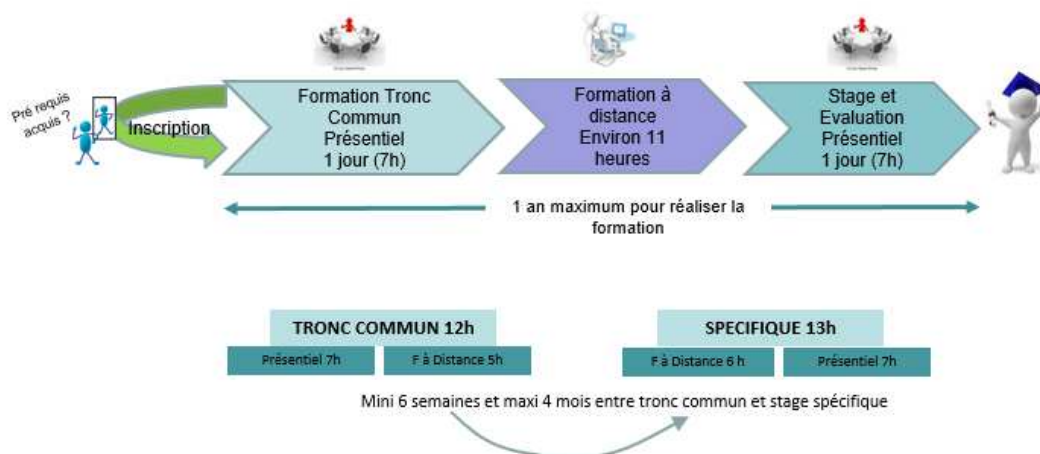 Pré requis
acquis ?
Inscription
Formation Tronc
Commun
Présentiel
1 jour (7h)
Formation à
distance
Environ 11
heures
Stage et
Evaluation
Présentiel
1 jour (7h)
1 an maximum pour réaliser la
formation
TRONC COMMUN 12h
Présentiel 7h
F à Distance 5h
SPECIFIQUE 13h
F à Distance 6 h
Présentiel 7h
Mini 6 semaines et maxi 4 mois entre tronc commun et stage spécifique